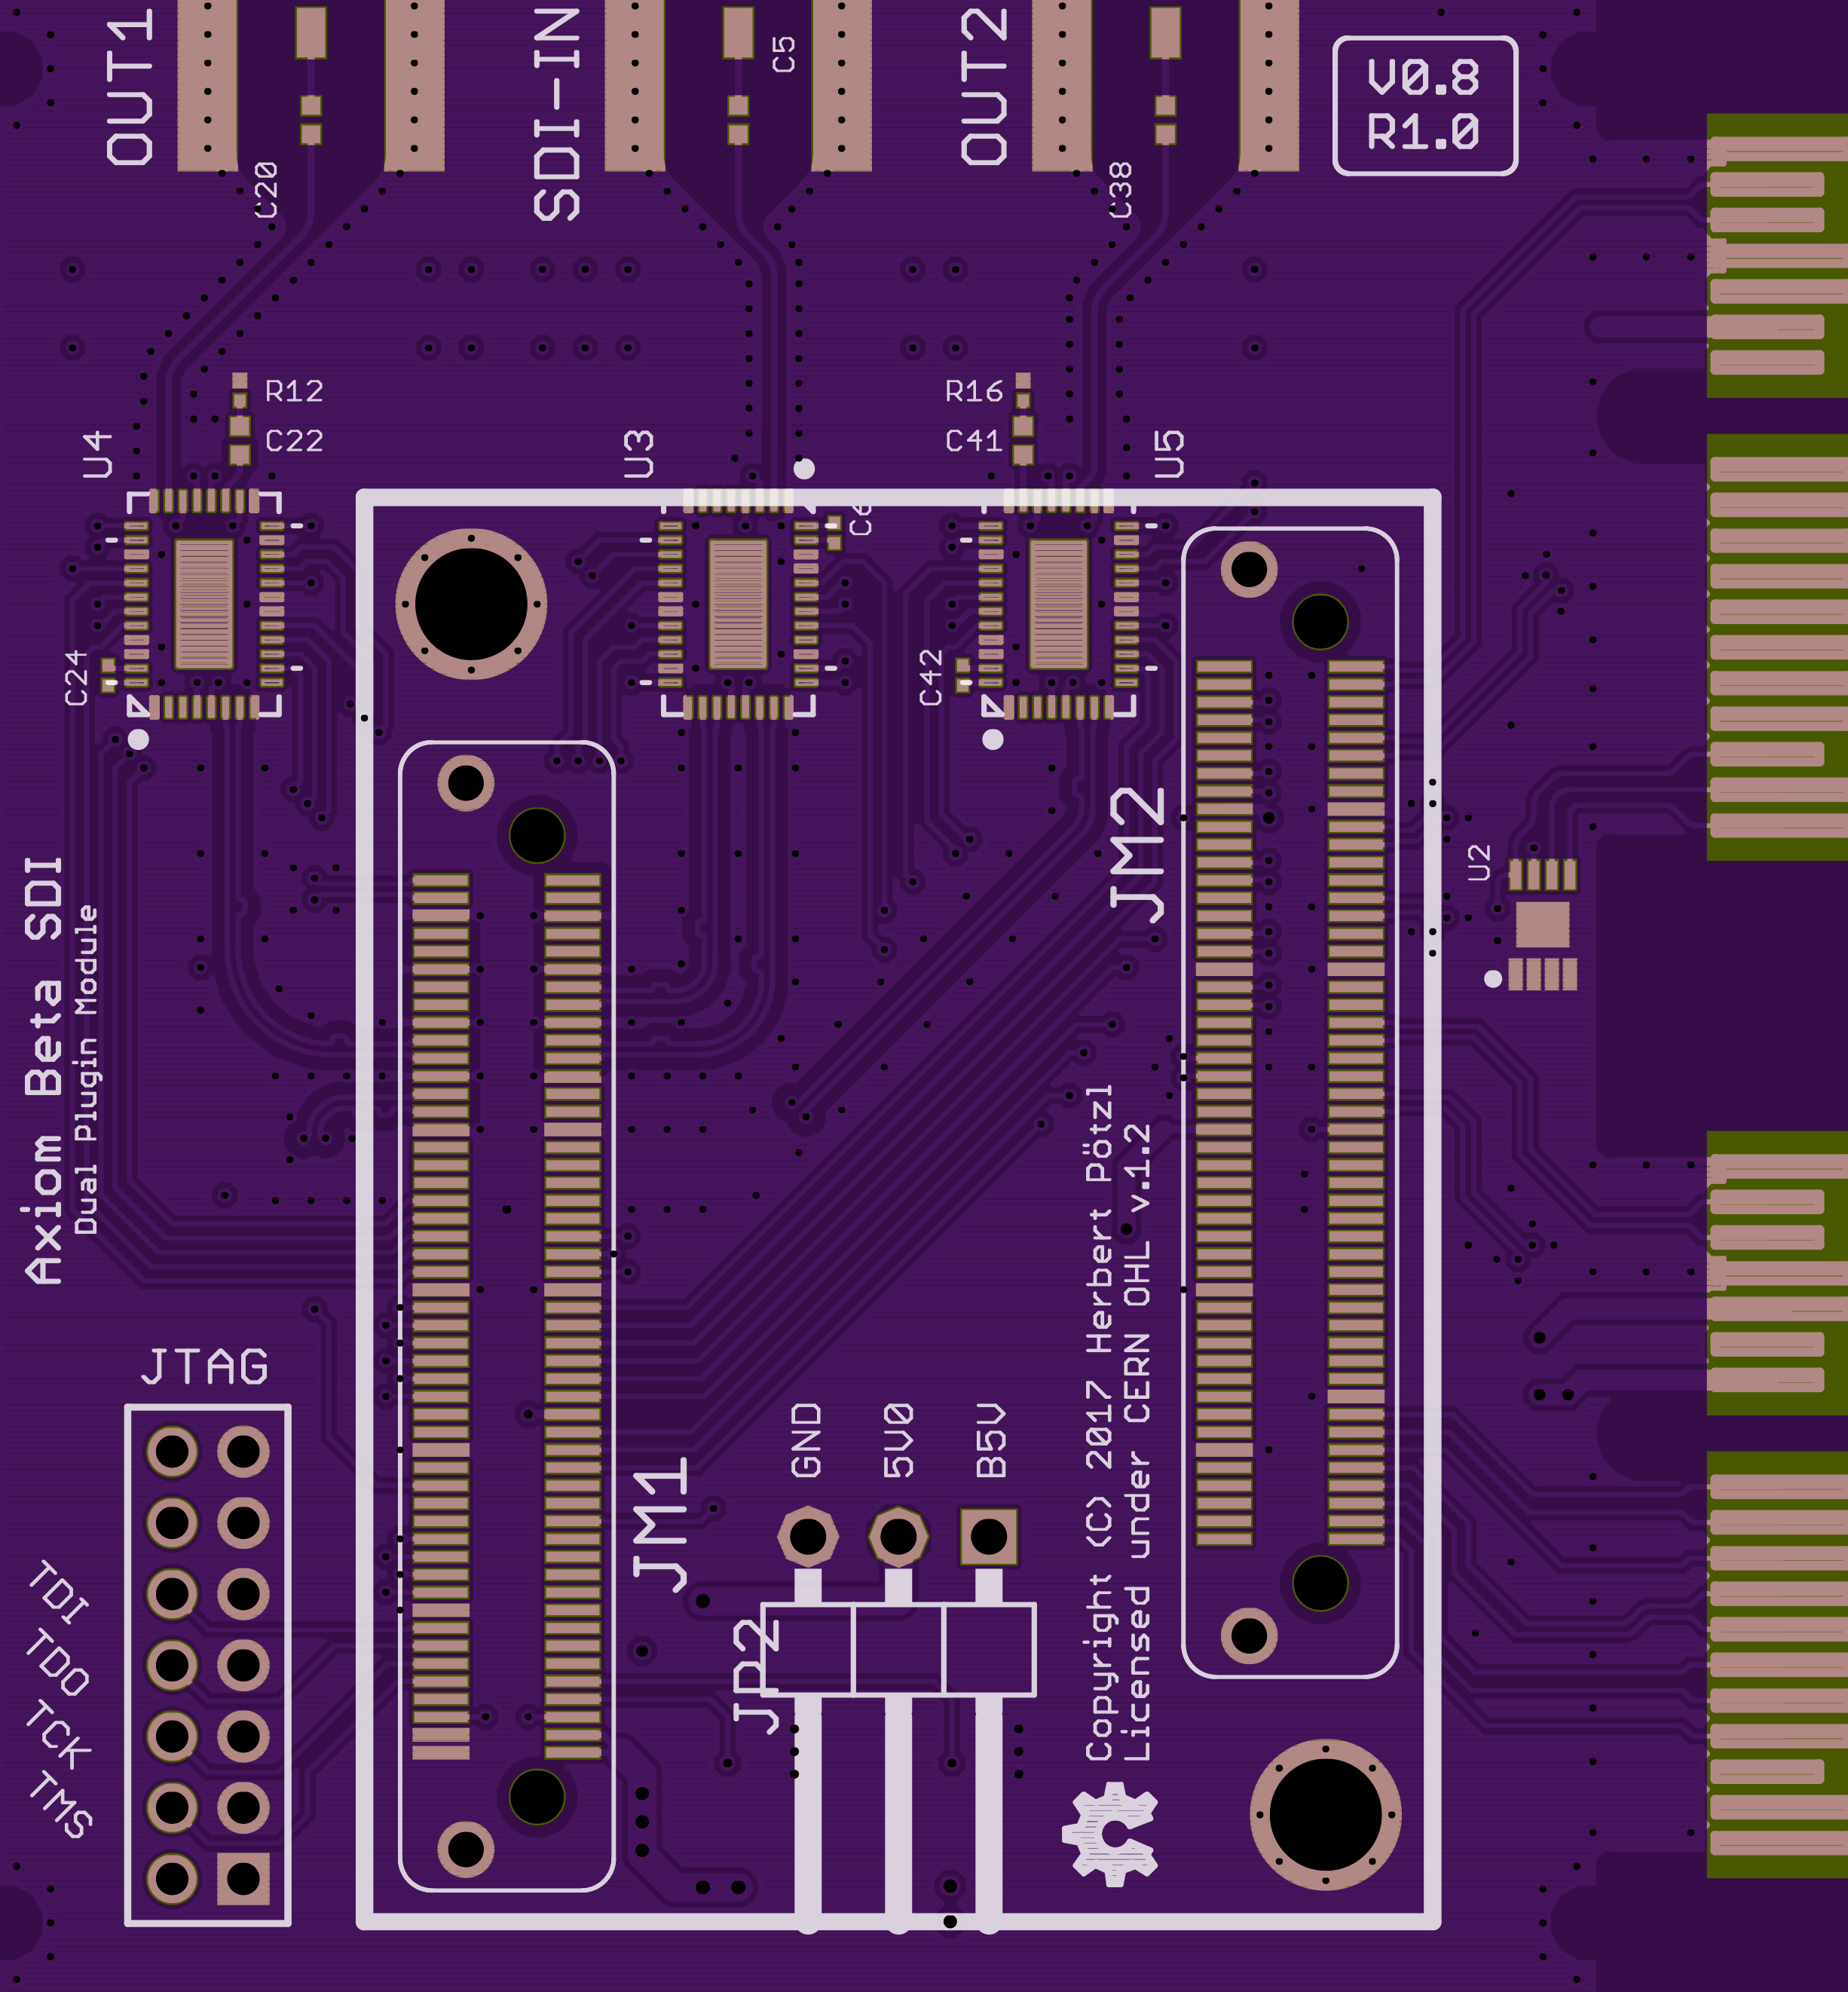 OUT1
SDI-IN
OUT2
V0.8
R1.0
C5
C20
C38
R12
C22
R16
C41
U4
U3
U5
C6
C24
C42
JM2
U2
Axiom Beta SDI
Dual Plugin Module
JTAG
TDI
TDO
TCK
TMS
JM1
GND
5V0
B5V
JP2
Copyright (C) 2017 Herbert Pötzl
Licensed under CERN OHL v.1.2